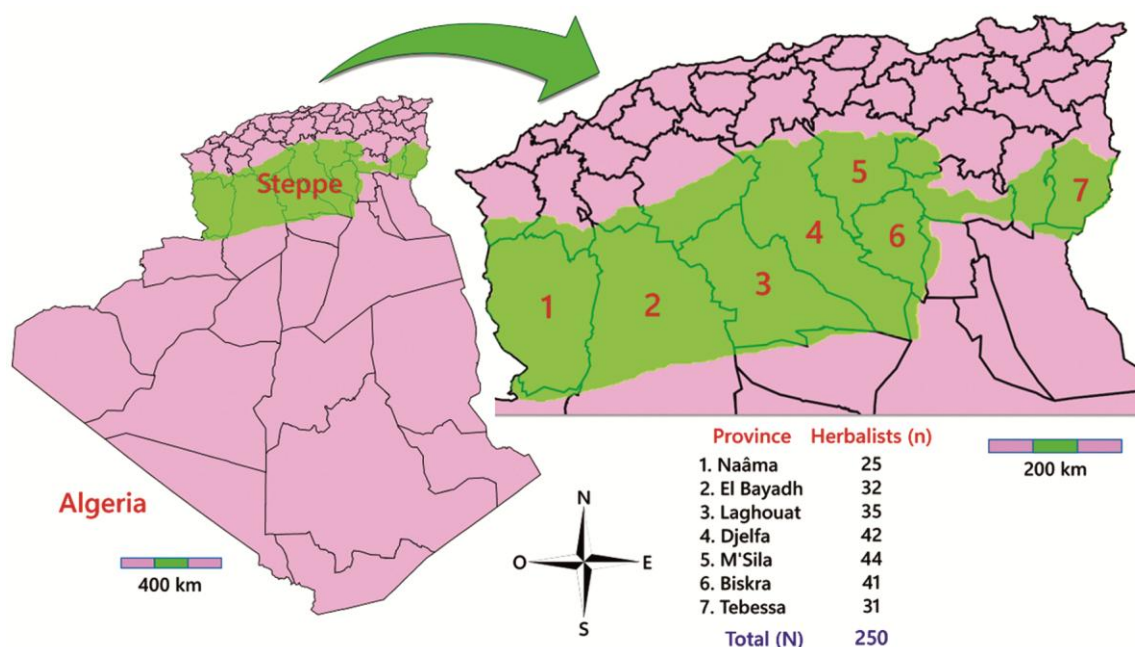 Steppe
Algeria
400 km
1
2
3
4
5
6
7
N
O E
S
Province Herbalists (n)
1. Naâma 25
2. El Bayadh 32
3. Laghouat 35
4. Djelfa 42
5. M'Sila 44
6. Biskra 41
7. Tebessa 31
Total (N) 250
200 km